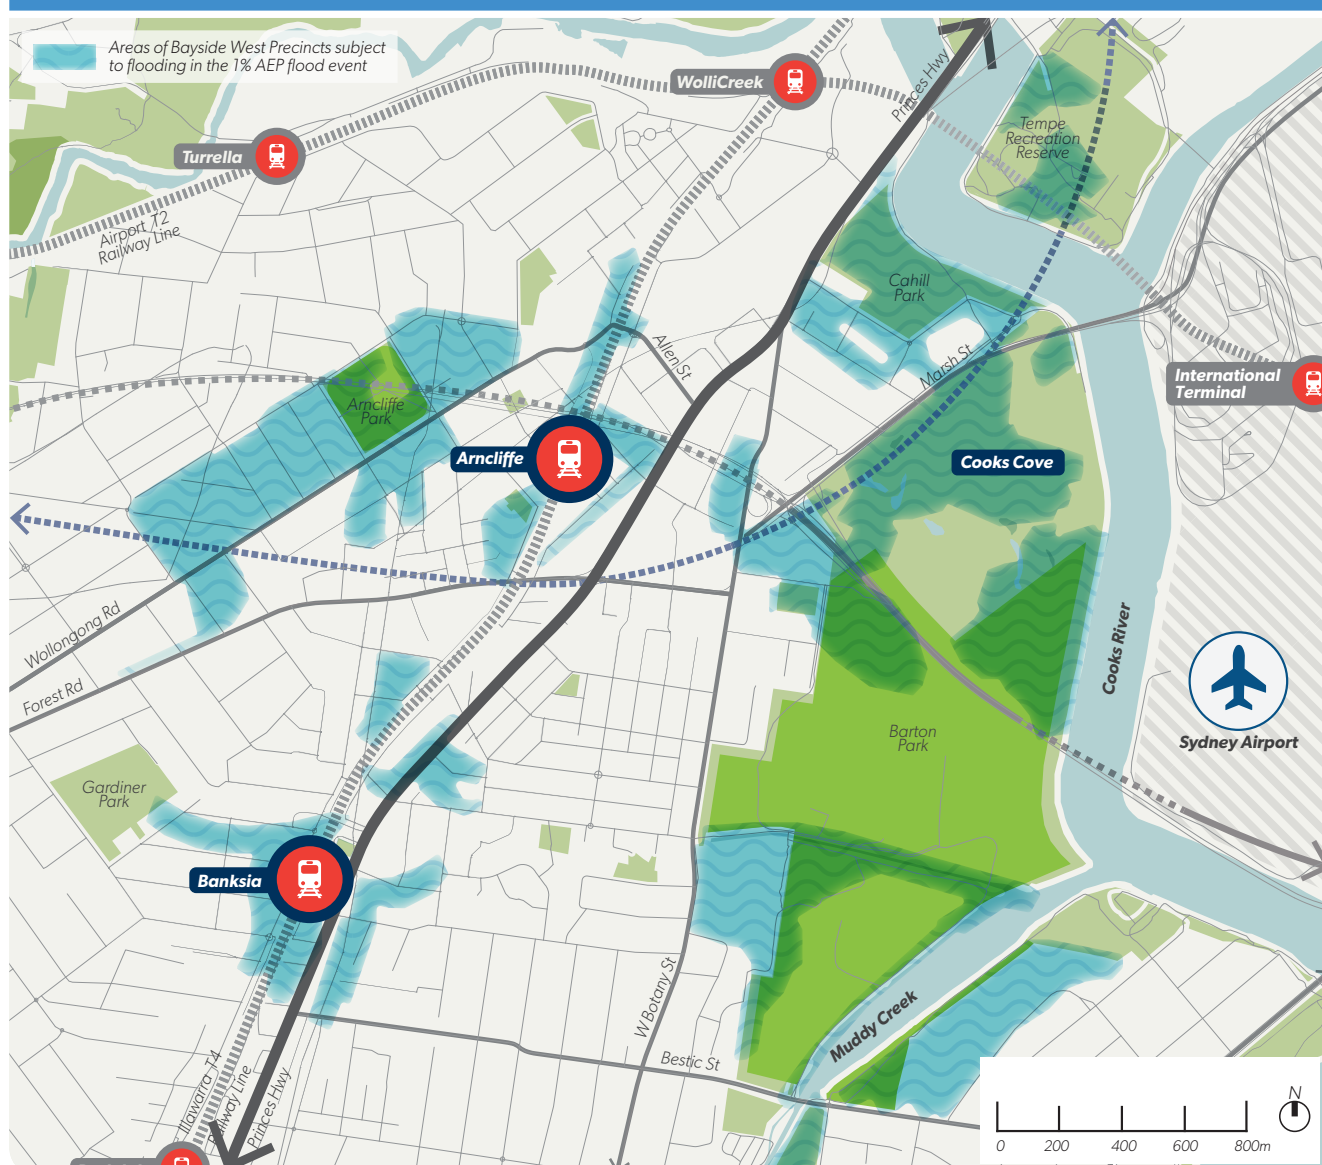 Areas of Bayside West Precincts subject
to flooding in the 1% AEP flood event
WolliCreek
Princes Hwy
Tempe
Recreation
Reserve
Turrella
Airport T2
Railway Line
Cahill
Park
Allen St
Marsh St
International
Terminal
Arncliffe
Park
Arncliffe
Cooks Cove
Wollongong Rd
Forest Rd
Cooks River
Sydney Airport
Barton
Park
Gardiner
Park
Banksia
W Botany St
Muddy Creek
Bestic St
Illawarra T4
Railway Line
Princes Hwy
N
0 200 400 600 800m